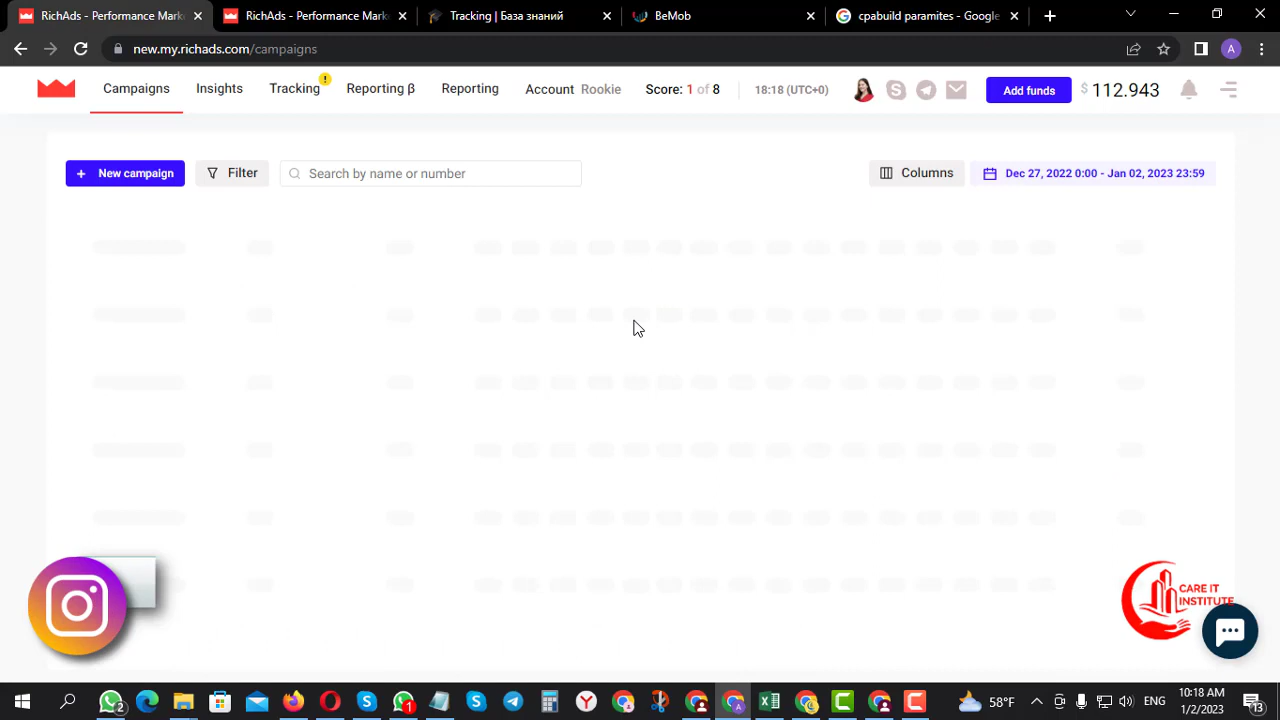 RichAds - Performance Mark
RichAds - Performance Mark
Tracking | База знаний
BeMob
cpabuild paramites - Google
new.my.richads.com/campaigns
A
Campaigns
Insights
Tracking
!
Reporting β
Reporting
Account Rookie
Score: 1 of 8
18:18 (UTC+0)
Add funds
$ 112.943
+ New campaign
Filter
Search by name or number
Columns
Dec 27, 2022 0:00 - Jan 02, 2023 23:59
CARE IT
INSTITUTE
2
1
58°F
ENG
10:18 AM
1/2/2023
13